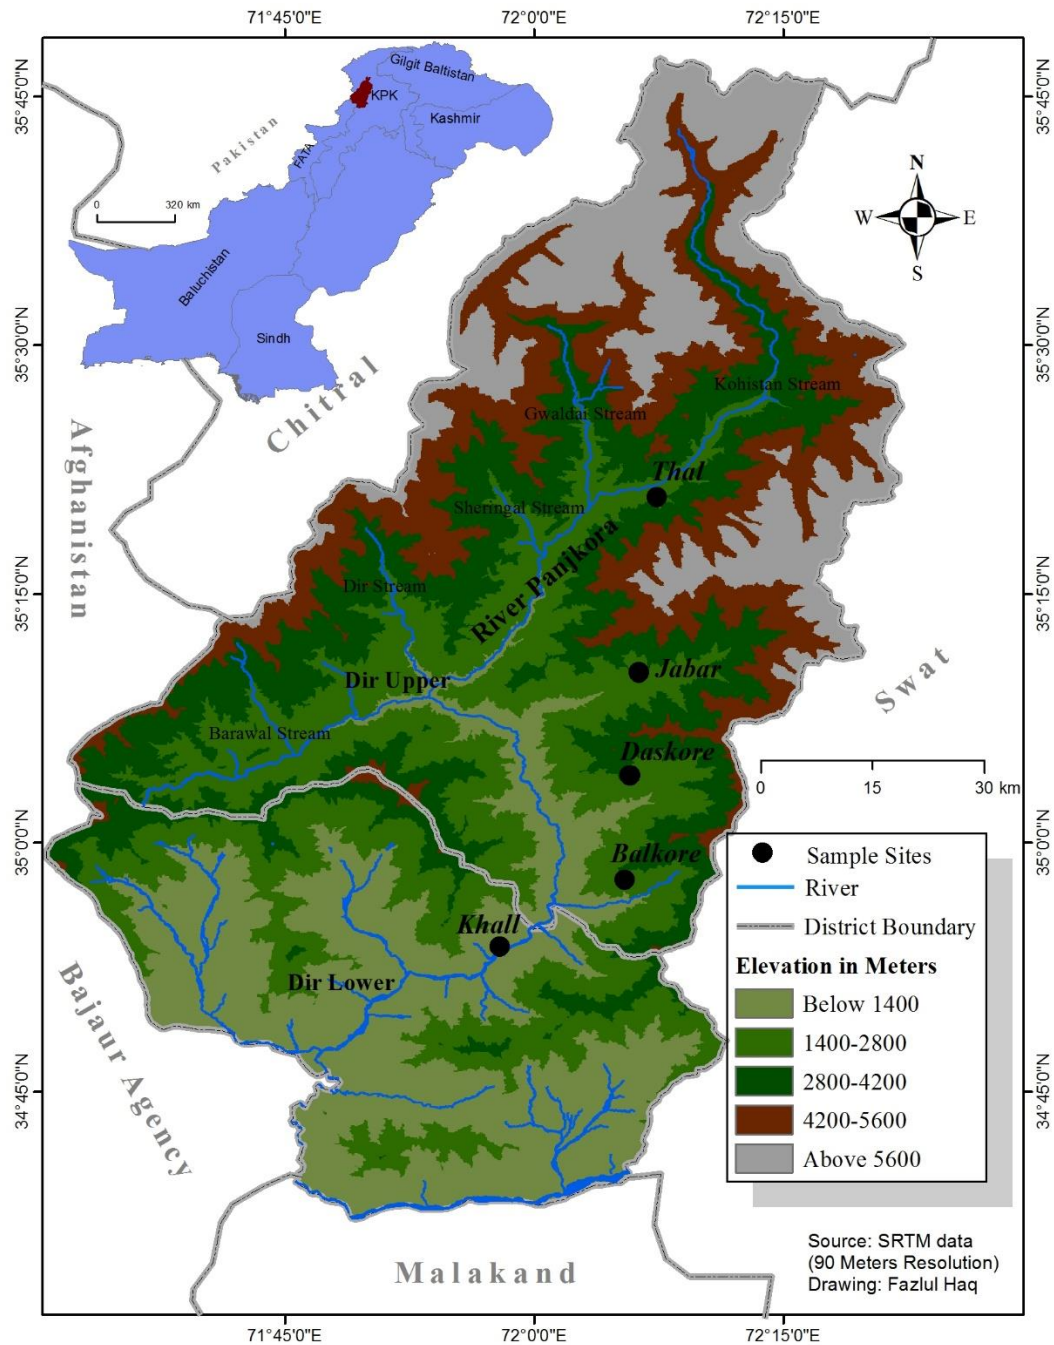 71°45'0"E
72°0'0"E
72°15'0"E
35°45'0"N
35°30'0"N
35°15'0"N
35°0'0"N
34°45'0"N
Gilgit Baltistan
KPK
Kashmir
Pakistan
FATA
0 320 km
Baluchistan
Sindh
N
W E
S
35°45'0"N
35°30'0"N
35°15'0"N
35°0'0"N
34°45'0"N
Chitral
Afghanistan
Kohistan Stream
Gwaldai Stream
Thal
Sheringal Stream
River Panjkora
Dir Stream
Jabar
Swat
Dir Upper
Barawal Stream
Daskore
0 15 30 km
Balkore
Khall
Dir Lower
Bajaur Agency
Malakand
Sample Sites
River
District Boundary
Elevation in Meters
Below 1400
1400-2800
2800-4200
4200-5600
Above 5600
Source: SRTM data
(90 Meters Resolution)
Drawing: Fazlul Haq
71°45'0"E
72°0'0"E
72°15'0"E